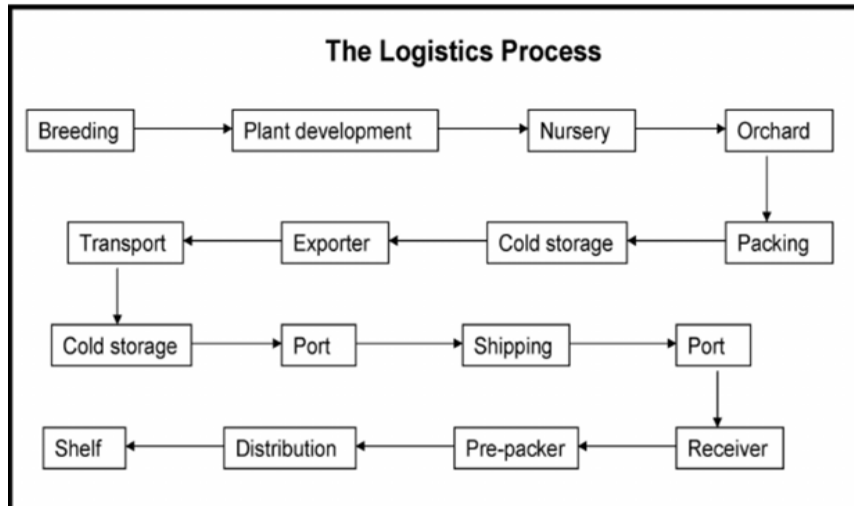 The Logistics Process
Breeding
Plant development
Nursery
Orchard
Packing
Cold storage
Exporter
Transport
Cold storage
Port
Shipping
Port
Receiver
Pre-packer
Distribution
Shelf